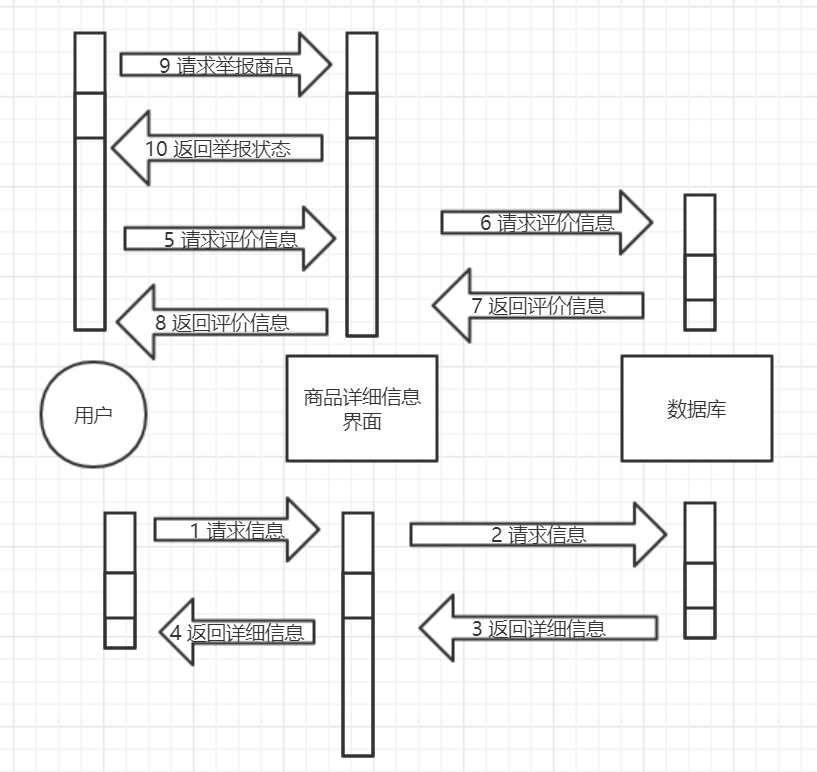 9 请求举报商品
10 返回举报状态
5 请求评价信息
6 请求评价信息
7 返回评价信息
8 返回评价信息
用户
商品详细信息
界面
数据库
1 请求信息
2 请求信息
4 返回详细信息
3 返回详细信息